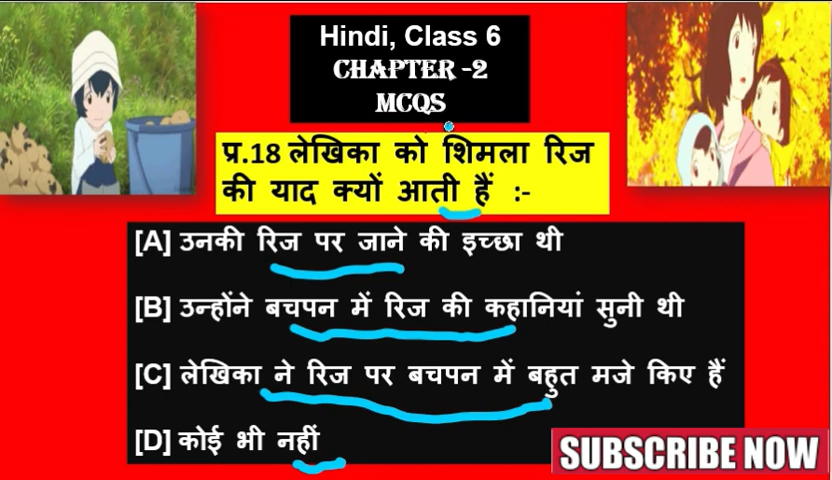 Hindi, Class 6
CHAPTER -2
MCQS
प्र.18 लेखिका को शिमला रिज
की याद क्यों आती हैं :-
[A] उनकी रिज पर जाने की इच्छा थी
[B] उन्होंने बचपन में रिज की कहानियां सुनी थी
[C] लेखिका ने रिज पर बचपन में बहुत मजे किए हैं
[D] कोई भी नहीं
SUBSCRIBE NOW